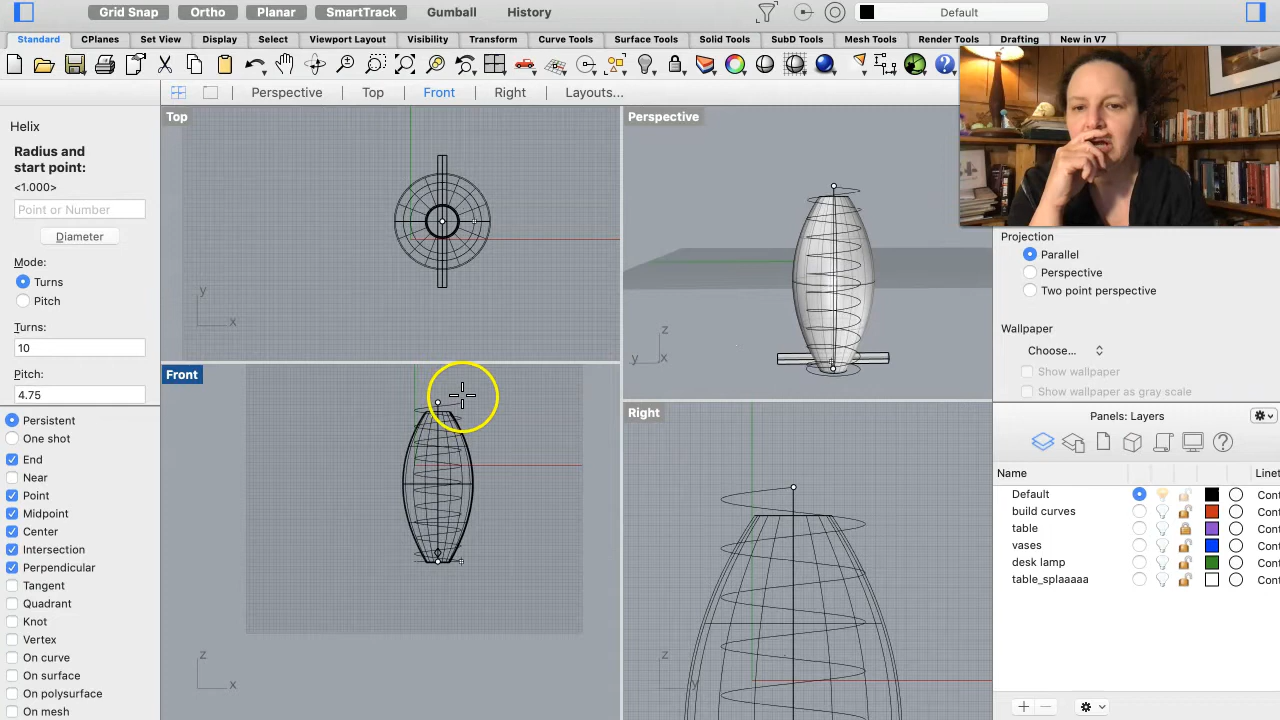 Grid Snap Ortho Planar SmartTrack Gumball History Default
Standard CPlanes Set View Display Select Viewport Layout Visibility Transform Curve Tools Surface Tools Solid Tools SubD Tools Mesh Tools Render Tools Drafting New in V7
Perspective Top Front Right Layouts...
Helix
Radius and
start point:
<1.000>
Point or Number
Diameter
Mode:
Turns
Pitch
Turns:
10
Pitch:
4.75
Persistent
One shot
End
Near
Point
Midpoint
Center
Intersection
Perpendicular
Tangent
Quadrant
Knot
Vertex
On curve
On surface
On polysurface
On mesh
Top
y
x
Perspective
z
y
x
Front
z
x
Right
z
y
Projection
Parallel
Perspective
Two point perspective
Wallpaper
Choose...
Show wallpaper
Show wallpaper as gray scale
Panels: Layers
Name Linet
Default Cont
build curves Cont
table Cont
vases Cont
desk lamp Cont
table_splaaaaa Cont